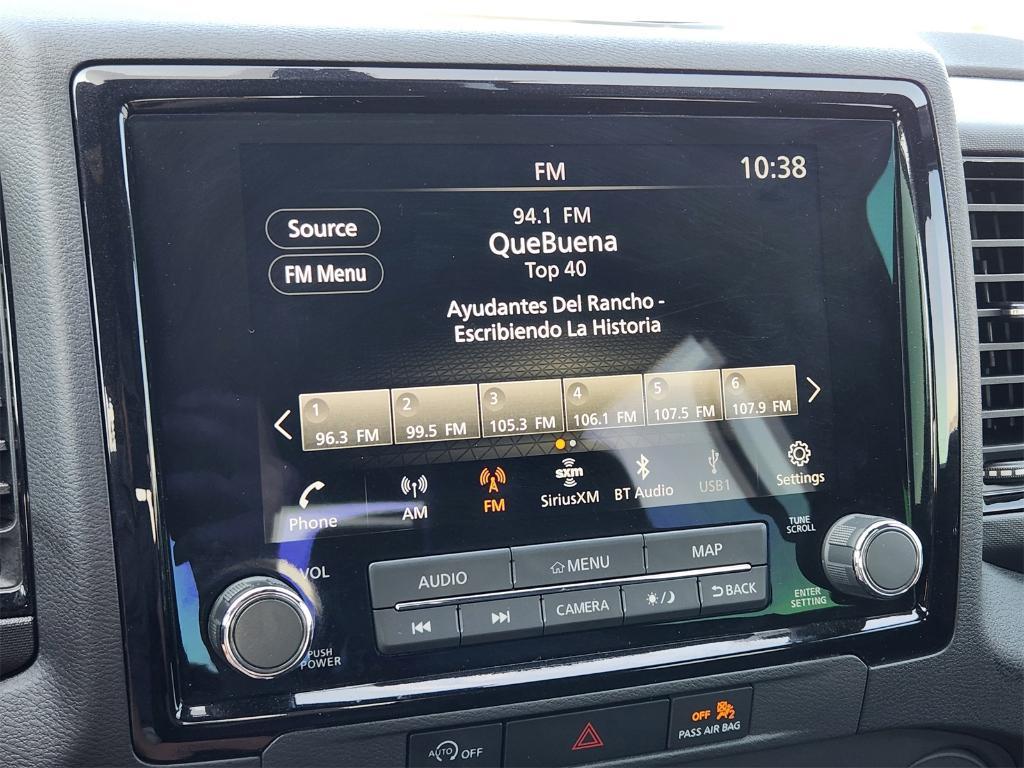 FM
10:38
Source
FM Menu
94.1 FM
QueBuena
Top 40
Ayudantes Del Rancho -
Escribiendo La Historia
1 2 3 4 5 6
96.3 FM 99.5 FM 105.3 FM 106.1 FM 107.5 FM 107.9 FM
Phone AM FM sxm SiriusXM BT Audio USB1 Settings
TUNE
SCROLL
VOL
AUDIO MENU MAP
CAMERA BACK
ENTER
SETTING
PUSH
POWER
AUTO OFF
OFF 2
PASS AIR BAG